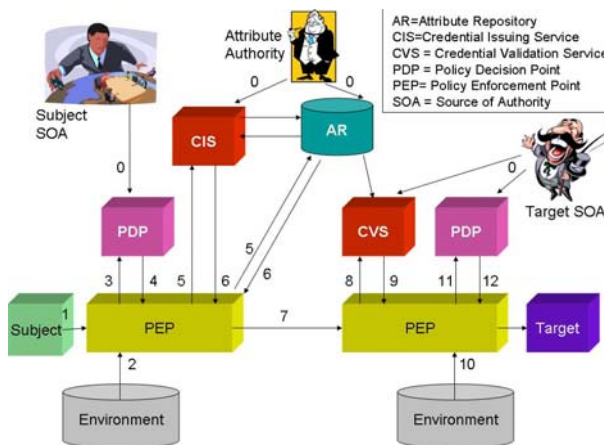 Attribute
Authority
AR=Attribute Repository
CIS=Credential Issuing Service
CVS = Credential Validation Service
PDP = Policy Decision Point
PEP= Policy Enforcement Point
SOA = Source of Authority
Subject
SOA
0
0
CIS
AR
0
0
Target SOA
PDP
CVS
PDP
3
4
5
6
5
6
8
9
11
12
Subject
1
PEP
7
PEP
Target
2
10
Environment
Environment